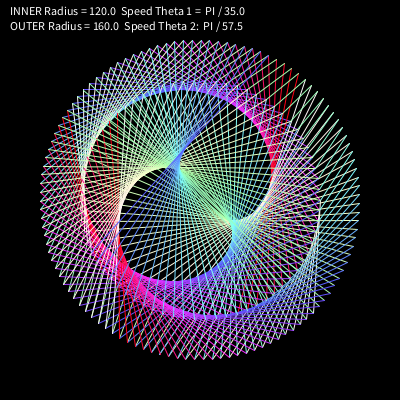 INNER Radius = 120.0  Speed Theta 1 =  PI / 35.0
OUTER Radius = 160.0  Speed Theta 2:  PI / 57.5